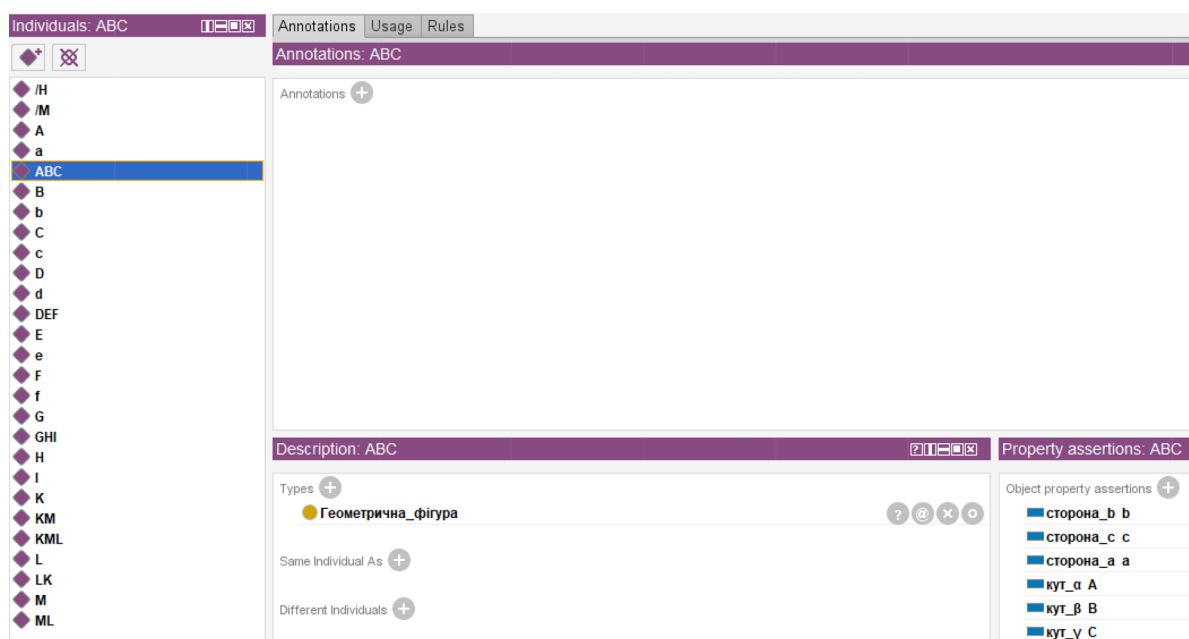 Individuals: ABC
/H
/M
A
a
ABC
B
b
C
c
D
d
DEF
E
e
F
f
G
GHI
H
I
K
KM
KML
L
LK
M
ML
Annotations Usage Rules
Annotations: ABC
Annotations
Description: ABC
Types
Геометрична_фігура
Same Individual As
Different Individuals
Property assertions: ABC
Object property assertions
сторона_b b
сторона_c c
сторона_a a
кут_α A
кут_β B
кут_γ C